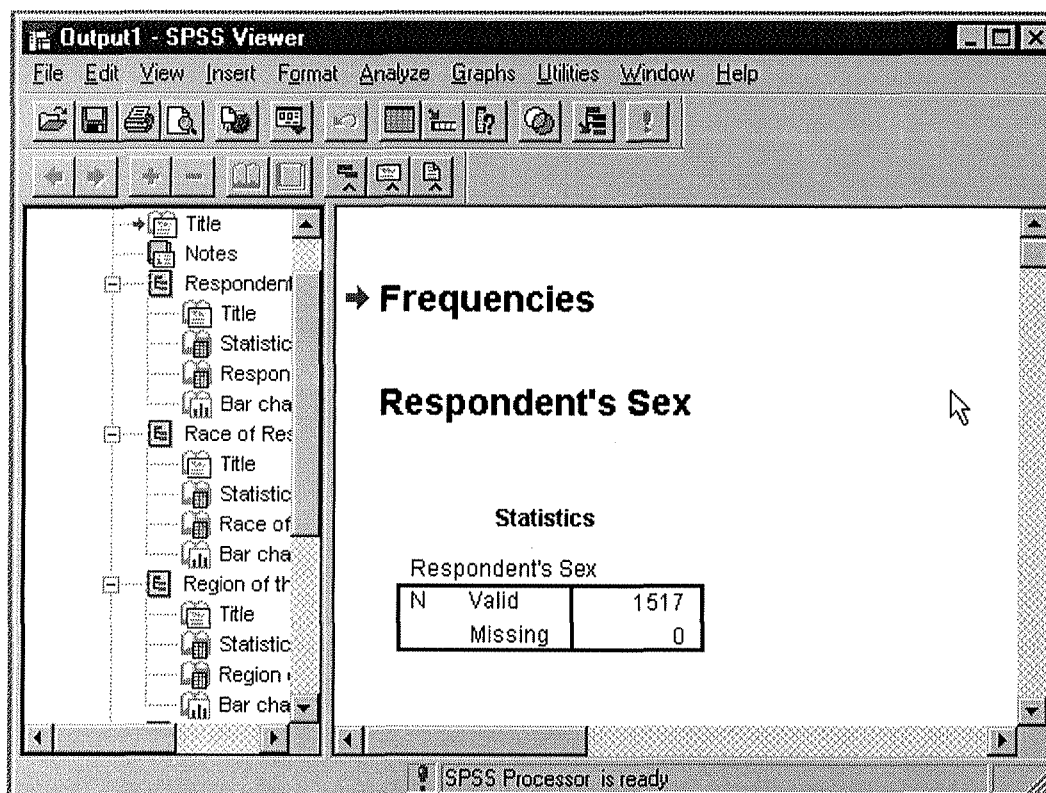 Output1 - SPSS Viewer
File Edit View Insert Format Analyze Graphs Utilities Window Help
Title
Notes
Respondent
Title
Statistic
Respon
Bar cha
Race of Res
Title
Statistic
Race of
Bar cha
Region of th
Title
Statistic
Region
Bar cha
Frequencies
Respondent's Sex
Statistics
Respondent's Sex
N Valid 1517
Missing 0
SPSS Processor is ready